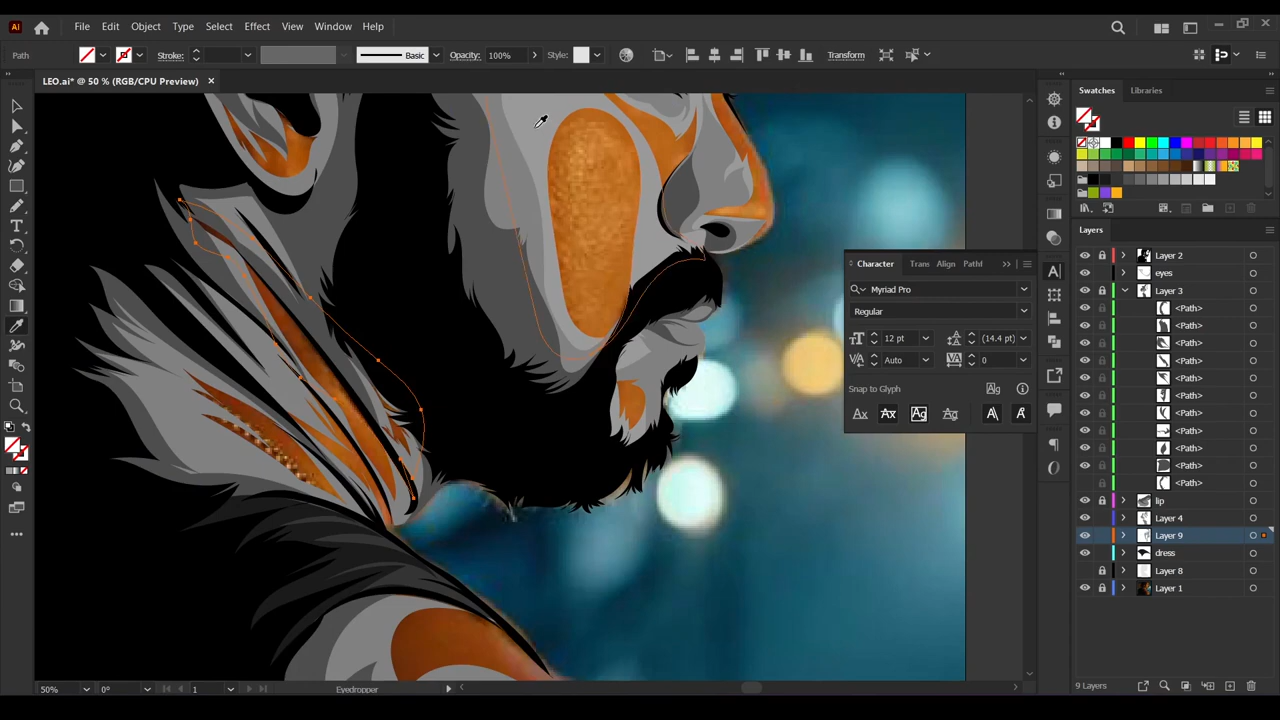 Ai File Edit Object Type Select Effect View Window Help
Path Stroke: Basic Opacity: 100% Style: Transform
LEO.ai* @ 50 % (RGB/CPU Preview) ×
Swatches Libraries
Layers
Layer 2
eyes
Layer 3
<Path>
<Path>
<Path>
<Path>
<Path>
<Path>
<Path>
<Path>
<Path>
<Path>
<Path>
lip
Layer 4
Layer 9
dress
Layer 8
Layer 1
9 Layers
Character Trans Align Pathf
Myriad Pro
Regular
12 pt (14.4 pt)
Auto 0
Snap to Glyph
50% 0° 1 Eyedropper